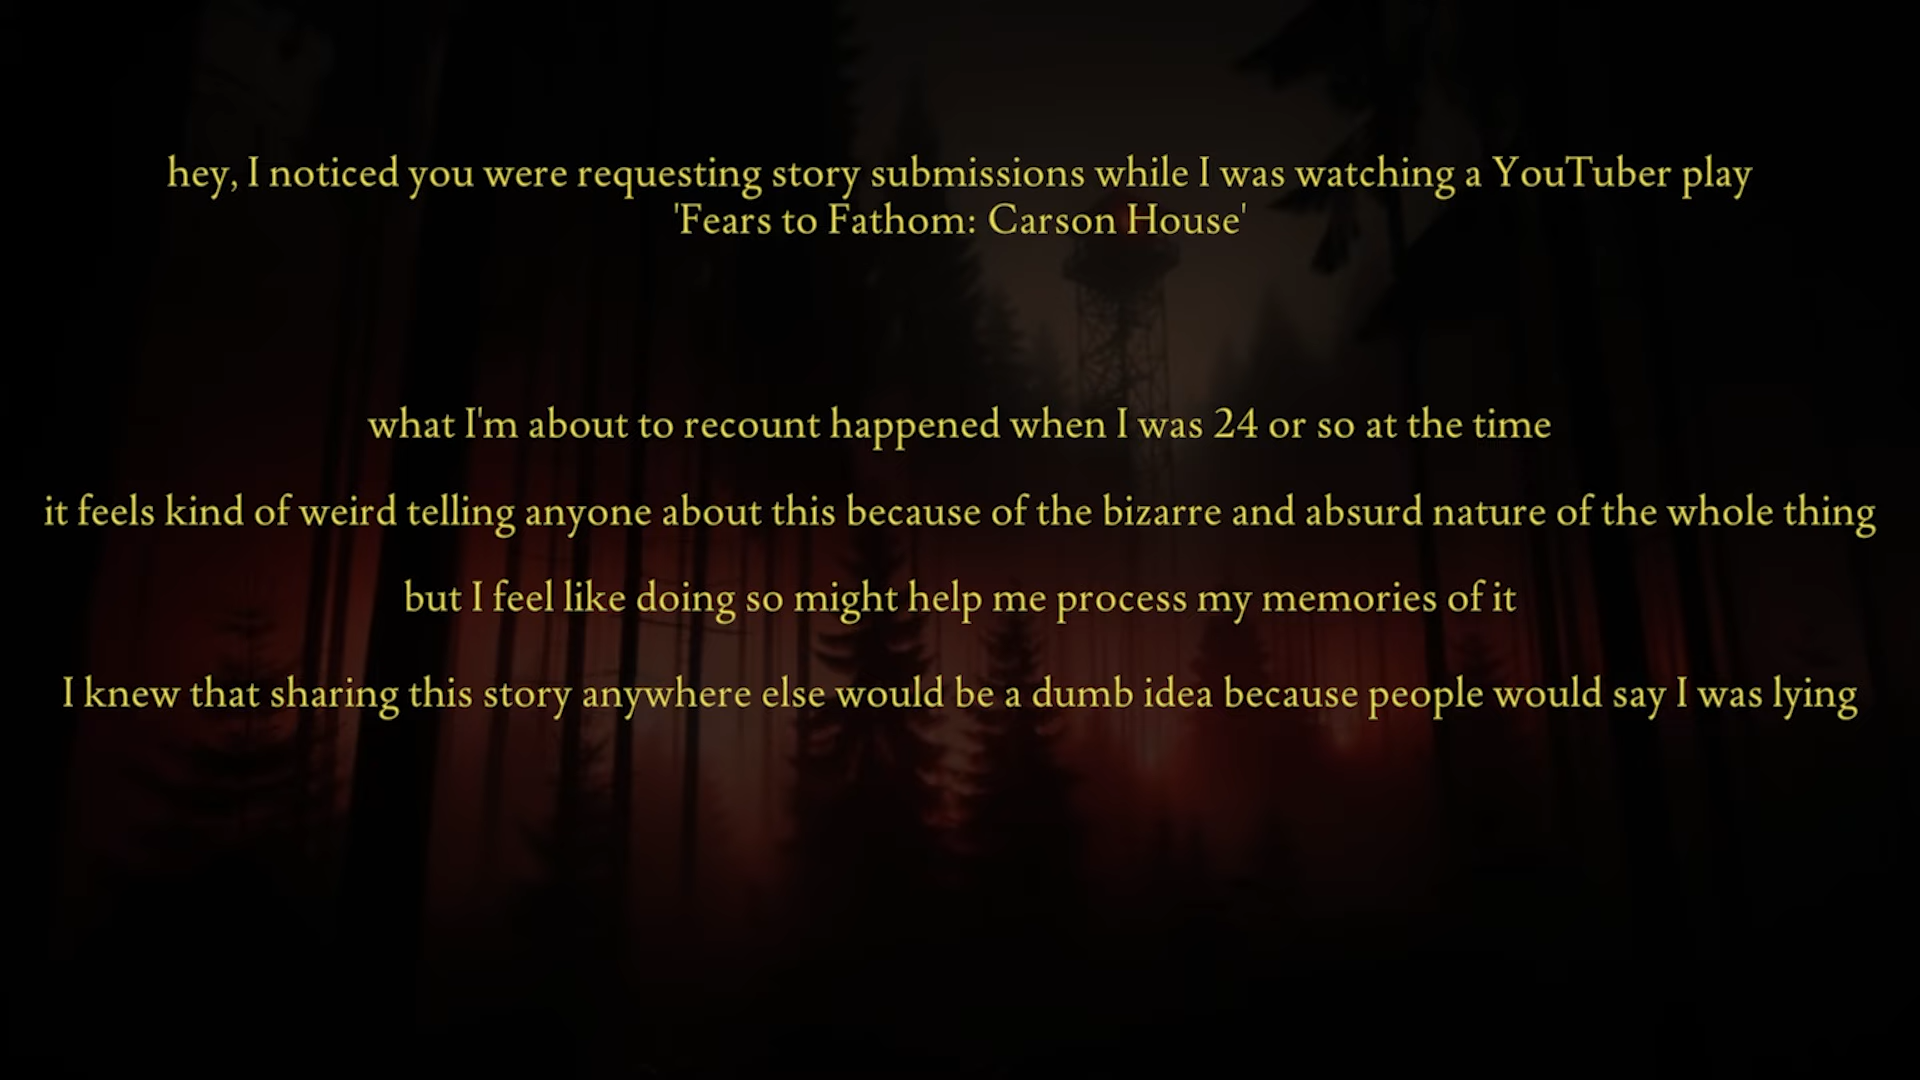 hey, I noticed you were requesting story submissions while I was watching a YouTuber play
'Fears to Fathom: Carson House'
what I'm about to recount happened when I was 24 or so at the time
it feels kind of weird telling anyone about this because of the bizarre and absurd nature of the whole thing
but I feel like doing so might help me process my memories of it
I knew that sharing this story anywhere else would be a dumb idea because people would say I was lying